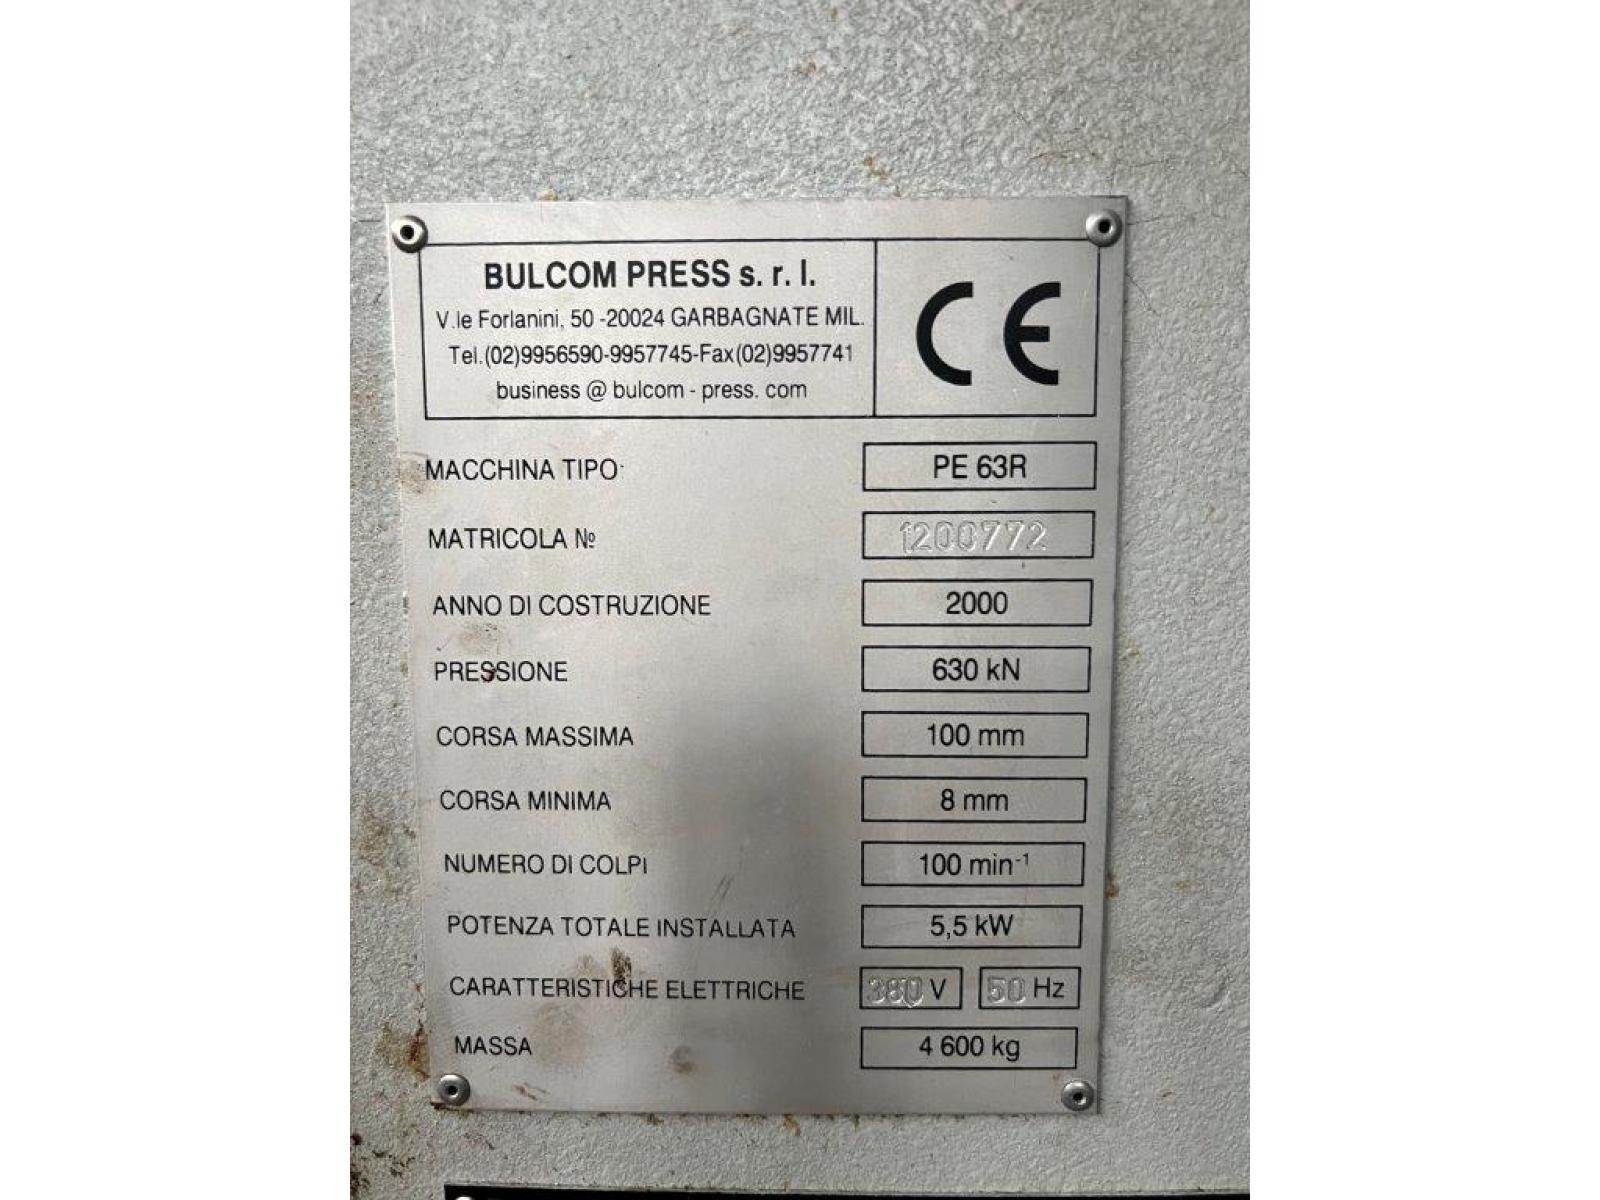 BULCOM PRESS s. r. l.
V.le Forlanini, 50 -20024 GARBAGNATE MIL.
Tel.(02)9956590-9957745-Fax(02)9957741
business @ bulcom - press. com
CE
MACCHINA TIPO PE 63R
MATRICOLA № 1200772
ANNO DI COSTRUZIONE 2000
PRESSIONE 630 kN
CORSA MASSIMA 100 mm
CORSA MINIMA 8 mm
NUMERO DI COLPI 100 min⁻¹
POTENZA TOTALE INSTALLATA 5,5 kW
CARATTERISTICHE ELETTRICHE 380 V 50 Hz
MASSA 4 600 kg